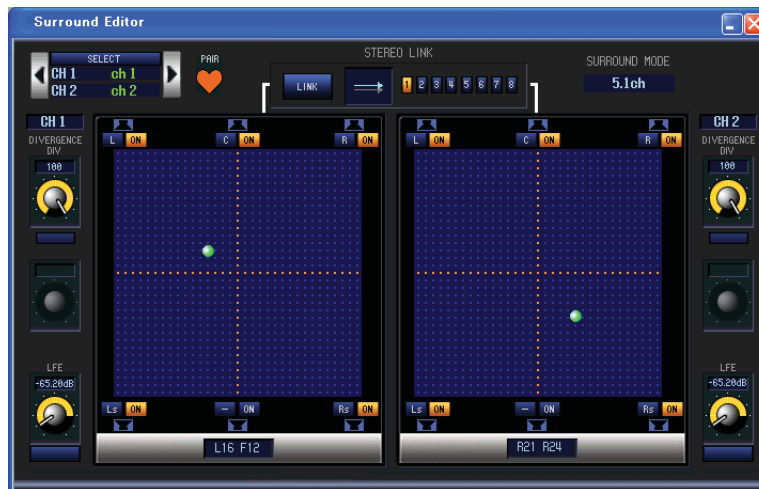 Surround Editor
SELECT
CH 1 ch 1
CH 2 ch 2
PAIR
STEREO LINK
LINK
1 2 3 4 5 6 7 8
SURROUND MODE
5.1ch
CH 1
DIVERGENCE
DIV
100
LFE
-65.20dB
L ON C ON R ON
Ls ON – ON Rs ON
L16 F12
L ON C ON R ON
Ls ON – ON Rs ON
R21 R24
CH 2
DIVERGENCE
DIV
100
LFE
-65.20dB